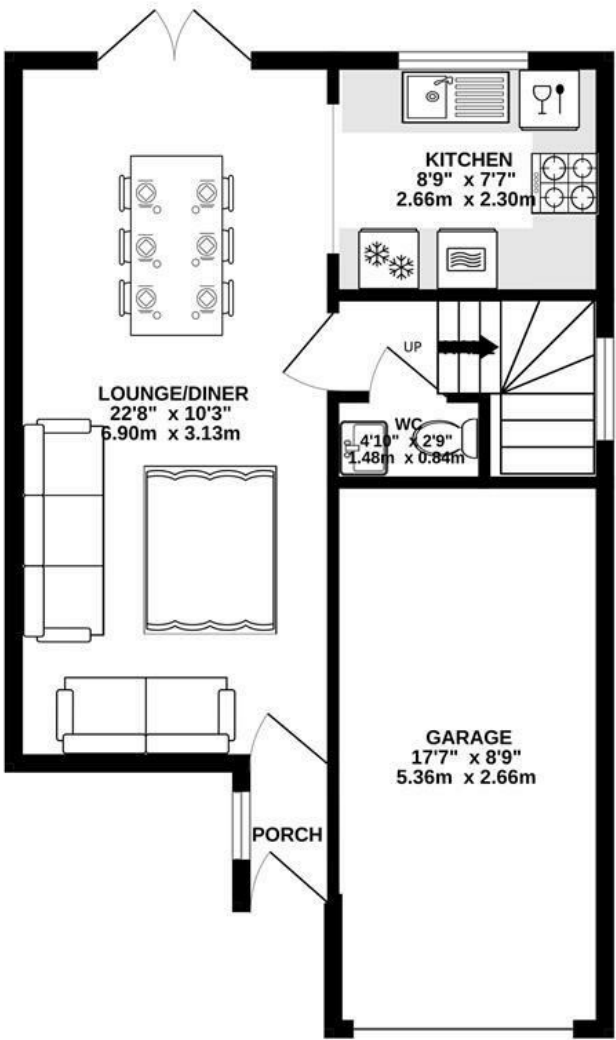 KITCHEN
8'9" x 7'7"
2.66m x 2.30m
UP
LOUNGE/DINER
22'8" x 10'3"
6.90m x 3.13m
WC
4'10" x 2'9"
1.48m x 0.84m
GARAGE
17'7" x 8'9"
5.36m x 2.66m
PORCH